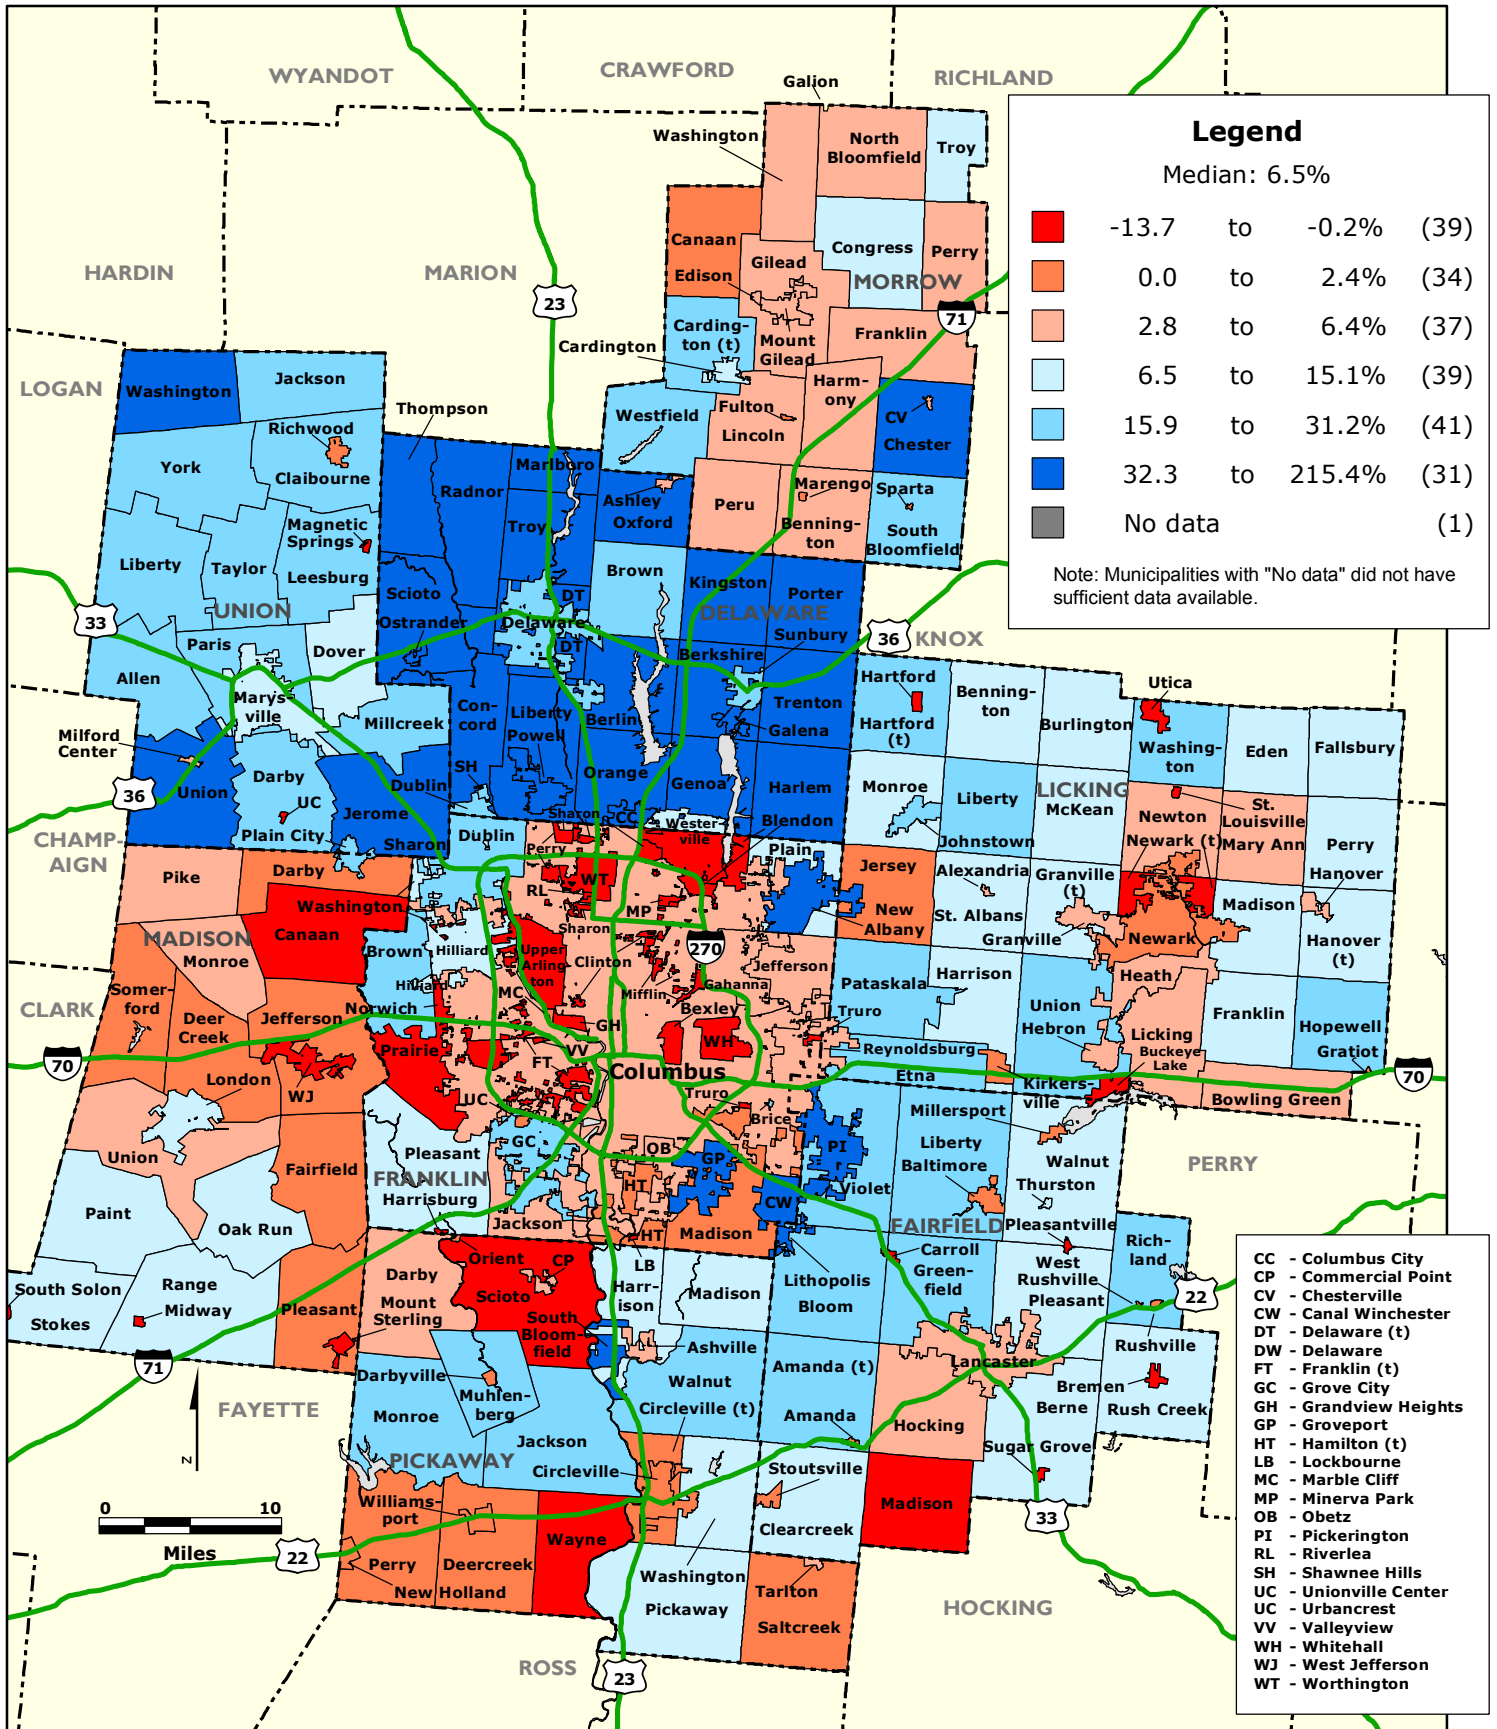 WYANDOT
CRAWFORD
RICHLAND
Galion
Washington
North
Bloomfield
Troy
Canaan
Edison
Gilead
Congress
Perry
MORROW
HARDIN
MARION
23
71
Cardington
Carding-
ton (t)
Mount
Gilead
Franklin
Harm-
ony
LOGAN
Washington
Jackson
Thompson
Westfield
Fulton
Lincoln
CV
Chester
Richwood
York
Claibourne
Marlboro
Radnor
Ashley
Oxford
Troy
Peru
Marengo
Benning-
ton
Sparta
South
Bloomfield
Magnetic
Springs
Liberty
Taylor
Leesburg
UNION
33
Scioto
Ostrander
Delaware
DT
DT
Brown
Kingston
Porter
DELAWARE
Sunbury
36
KNOX
Paris
Dover
Allen
Marys-
ville
Millcreek
Berkshire
Trenton
Galena
Con-
cord
Liberty
Powell
Berlin
Milford
Center
36
Union
Darby
UC
Plain City
Jerome
Dublin
Sharon
SH
Orange
Genoa
Harlem
CHAMP-
AIGN
Dublin
Sharon
CC
Wester-
ville
Blendon
Hartford
Hartford
(t)
Benning-
ton
Burlington
Utica
Washing-
ton
Eden
Fallsbury
Monroe
Liberty
LICKING
McKean
Johnstown
Newton
St.
Louisville
Newark (t)
Mary Ann
Perry
Hanover
Pike
Darby
Washington
Canaan
MADISON
Monroe
Perry
RL
WT
MP
Sharon
Plain
Jersey
New
Albany
Alexandria
Granville
(t)
St. Albans
Granville
Newark
Madison
Hanover
(t)
Brown
Hilliard
Hilliard
Norwich
Upper
Arling-
ton
Clinton
270
Mifflin
Gahanna
Jefferson
Pataskala
Harrison
Heath
CLARK
Somer-
ford
Deer
Creek
Jefferson
MC
GH
Bexley
Truro
WH
Union
Hebron
Licking
Buckeye
Lake
Franklin
Hopewell
Gratiot
70
London
WJ
Prairie
FT
VV
Columbus
Reynoldsburg
Etna
Kirkers-
ville
Bowling Green
70
UC
Truro
Brice
Union
Fairfield
Pleasant
FRANKLIN
Harrisburg
GC
OB
GP
HT
PI
Violet
CW
Millersport
Liberty
Baltimore
Walnut
Thurston
PERRY
Paint
Oak Run
Jackson
HT
Madison
FAIRFIELD
Pleasantville
Orient
Darby
CP
Scioto
LB
Harr-
ison
Madison
Lithopolis
Bloom
Carroll
Green-
field
West
Rushville
Pleasant
Rich-
land
22
South Solon
Range
Midway
Stokes
Pleasant
Mount
Sterling
South
Bloom-
field
Ashville
Rushville
71
FAYETTE
Darbyville
Muhlen-
berg
Monroe
Walnut
Circleville (t)
Amanda (t)
Amanda
Lancaster
Bremen
Berne
Rush Creek
Hocking
Jackson
PICKAWAY
Circleville
Stoutsville
Sugar Grove
Williams-
port
Clearcreek
Madison
33
N
0
10
Miles
22
Wayne
Perry
Deercreek
New Holland
Washington
Pickaway
Tarlton
Saltcreek
HOCKING
ROSS
23
Legend
Median: 6.5%
-13.7 to -0.2% (39)
0.0 to 2.4% (34)
2.8 to 6.4% (37)
6.5 to 15.1% (39)
15.9 to 31.2% (41)
32.3 to 215.4% (31)
No data (1)
Note: Municipalities with "No data" did not have
sufficient data available.
CC - Columbus City
CP - Commercial Point
CV - Chesterville
CW - Canal Winchester
DT - Delaware (t)
DW - Delaware
FT - Franklin (t)
GC - Grove City
GH - Grandview Heights
GP - Groveport
HT - Hamilton (t)
LB - Lockbourne
MC - Marble Cliff
MP - Minerva Park
OB - Obetz
PI - Pickerington
RL - Riverlea
SH - Shawnee Hills
UC - Unionville Center
UC - Urbancrest
VV - Valleyview
WH - Whitehall
WJ - West Jefferson
WT - Worthington